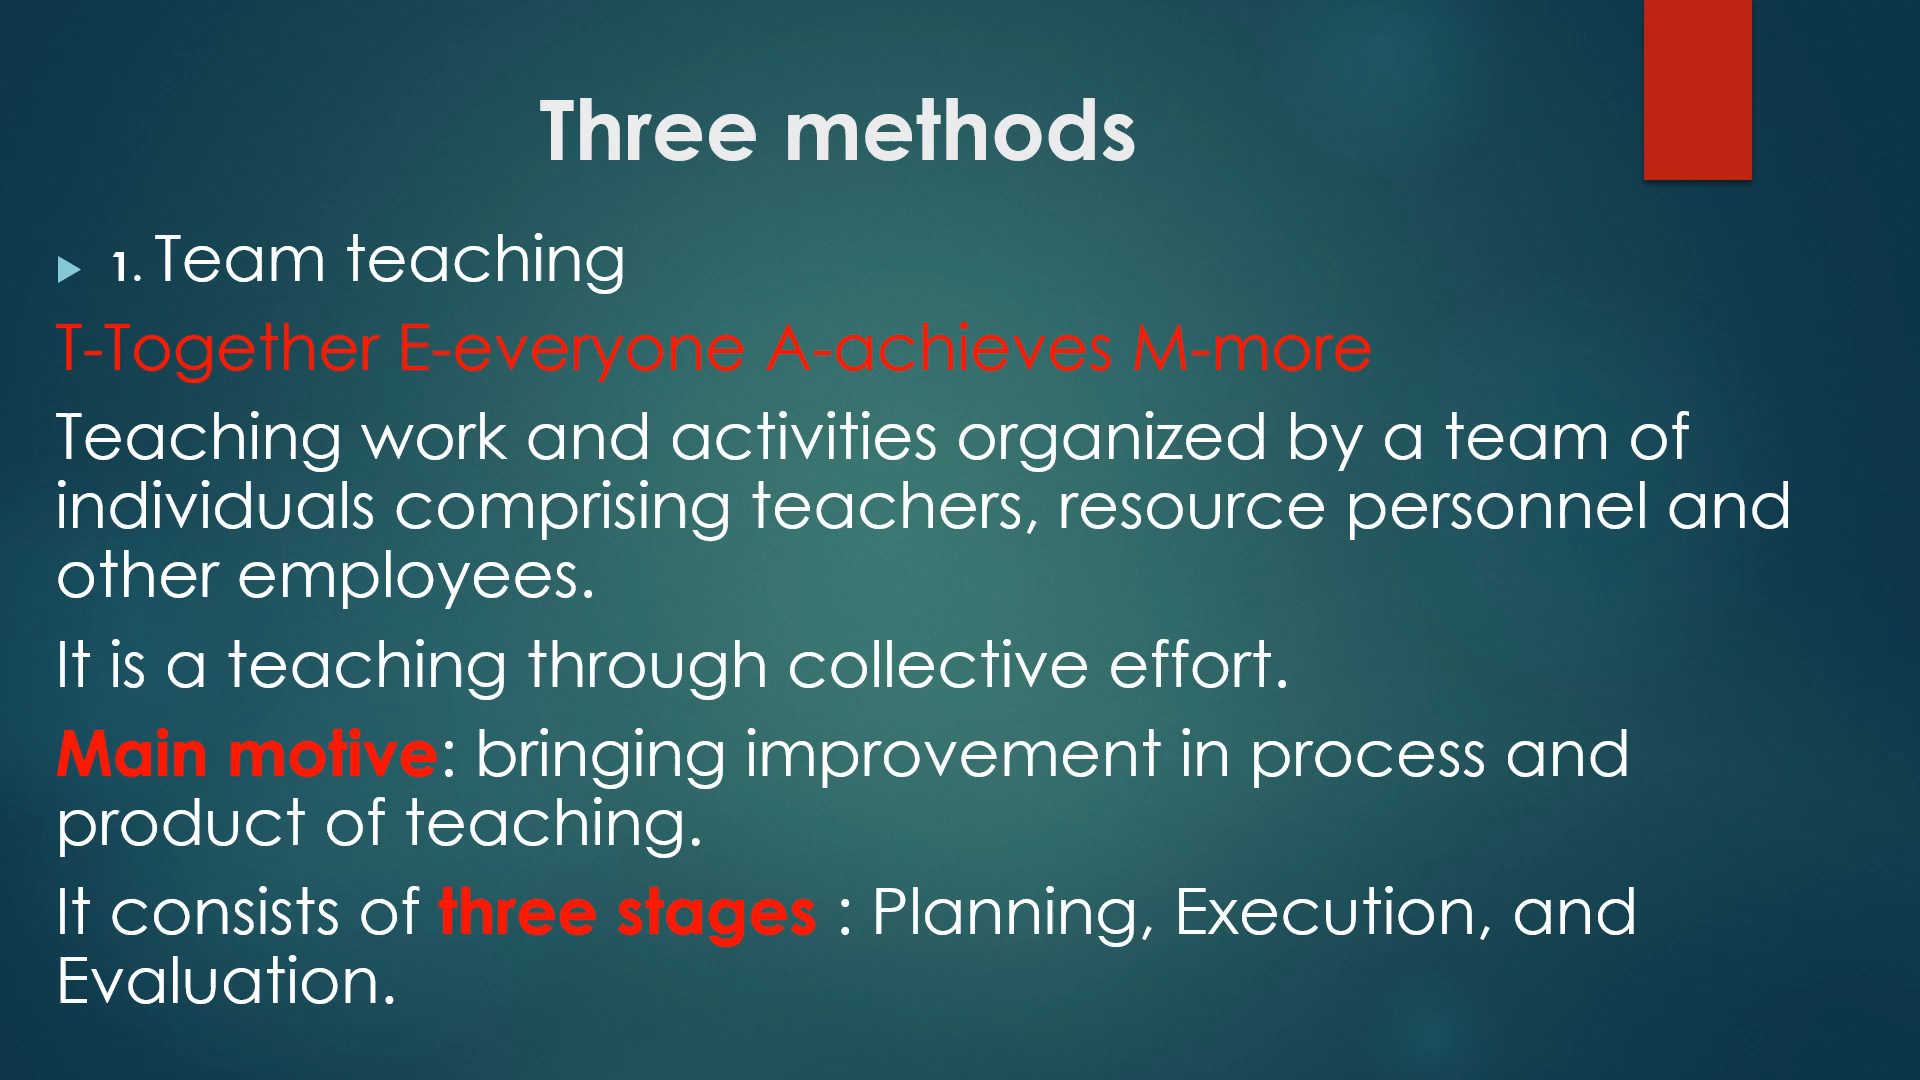 Three methods
1. Team teaching
T-Together E-everyone A-achieves M-more
Teaching work and activities organized by a team of
individuals comprising teachers, resource personnel and
other employees.
It is a teaching through collective effort.
Main motive: bringing improvement in process and
product of teaching.
It consists of three stages : Planning, Execution, and
Evaluation.